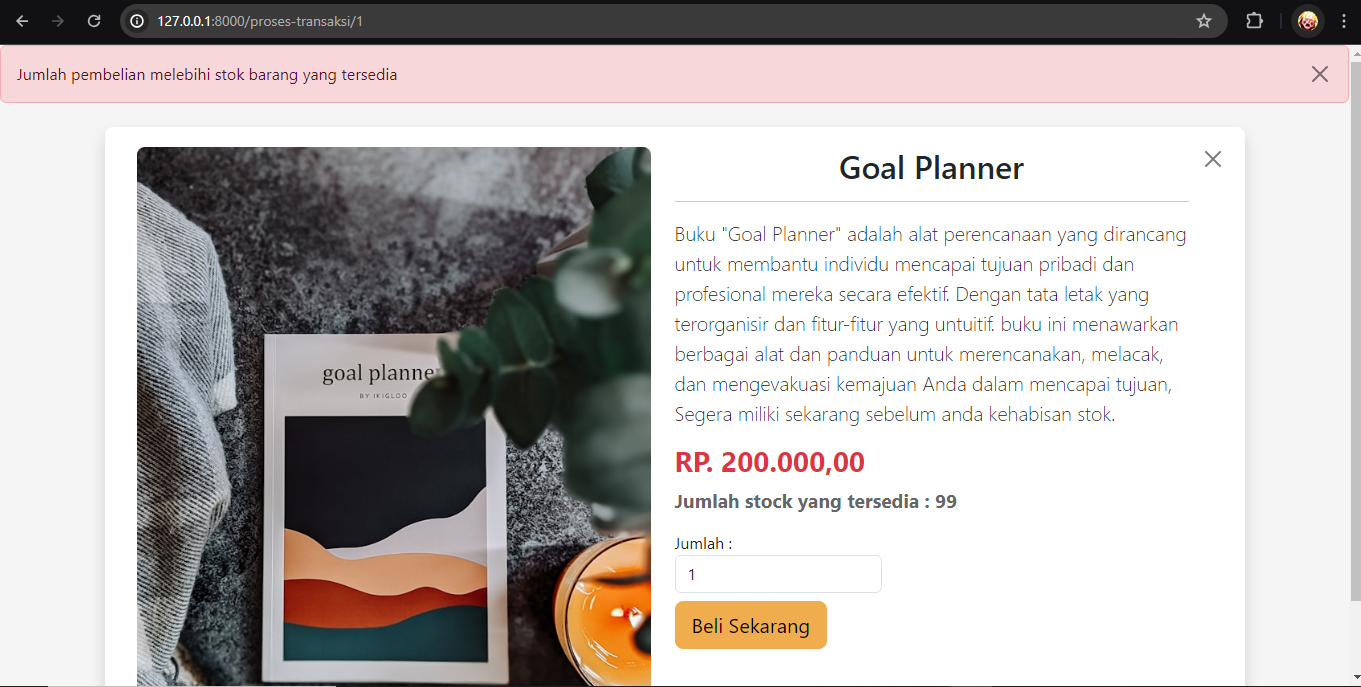 127.0.0.1:8000/proses-transaksi/1
Jumlah pembelian melebihi stok barang yang tersedia
Goal Planner
Buku "Goal Planner" adalah alat perencanaan yang dirancang
untuk membantu individu mencapai tujuan pribadi dan
profesional mereka secara efektif. Dengan tata letak yang
terorganisir dan fitur-fitur yang untuitif. buku ini menawarkan
berbagai alat dan panduan untuk merencanakan, melacak,
dan mengevakuasi kemajuan Anda dalam mencapai tujuan,
Segera miliki sekarang sebelum anda kehabisan stok.
RP. 200.000,00
Jumlah stock yang tersedia : 99
Jumlah :
1
Beli Sekarang
goal planner
BY IKIGLOO